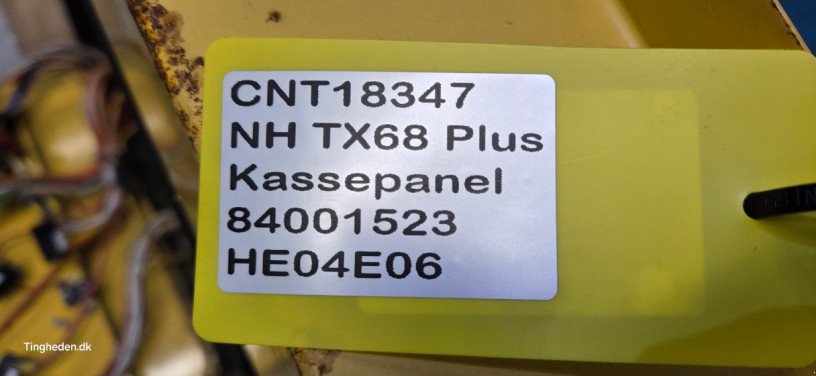 CNT18347
NH TX68 Plus
Kassepanel
84001523
HE04E06
Tingheden.dk